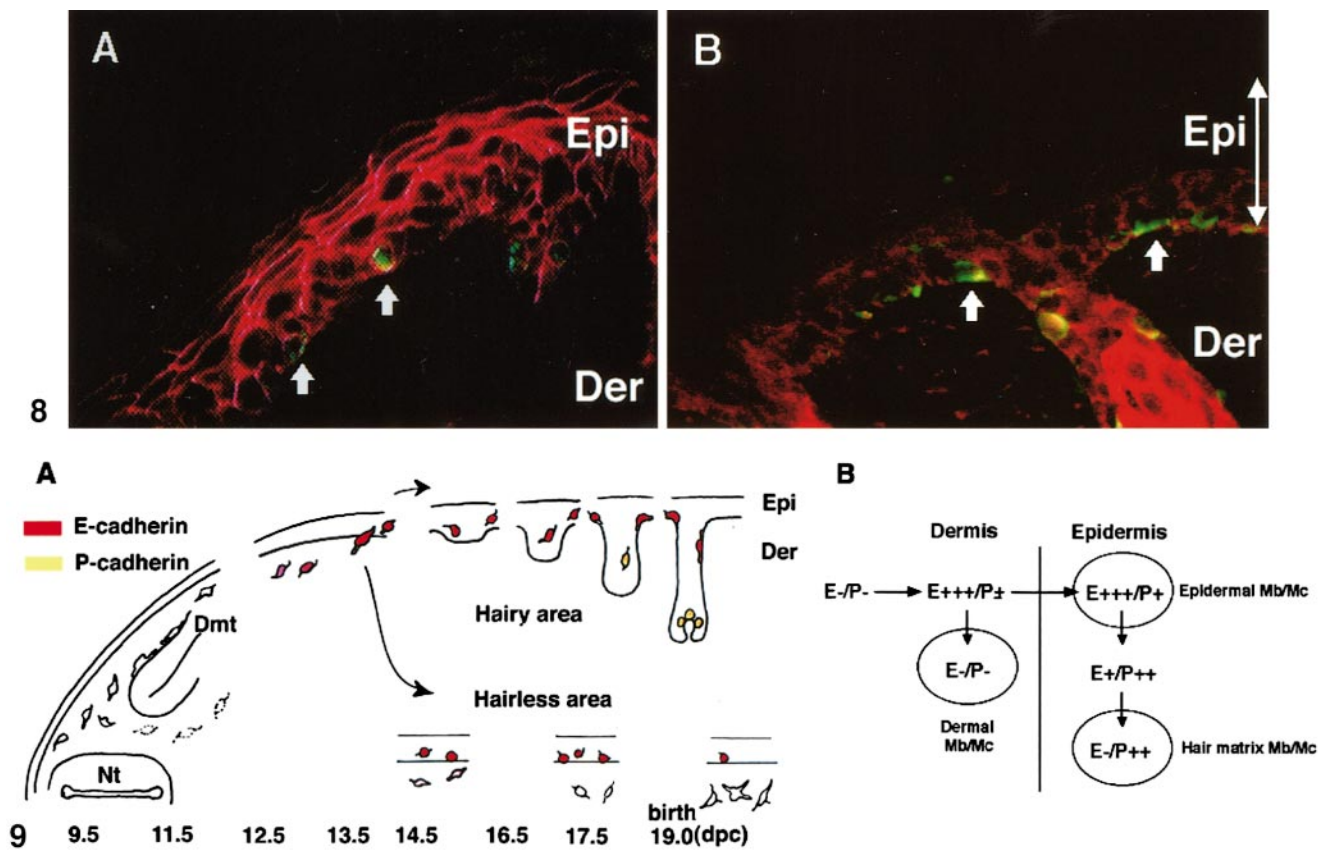 A
Epi
Der
B
Epi
Der
8
A
E-cadherin
P-cadherin
Dmt
Nt
Epi
Der
Hairy area
Hairless area
birth
9 9.5 11.5 12.5 13.5 14.5 16.5 17.5 19.0(dpc)
B
Dermis Epidermis
E-/P- E+++/P± E+++/P+ Epidermal Mb/Mc
E-/P- E+/P++
Dermal
Mb/Mc
E-/P++ Hair matrix Mb/Mc